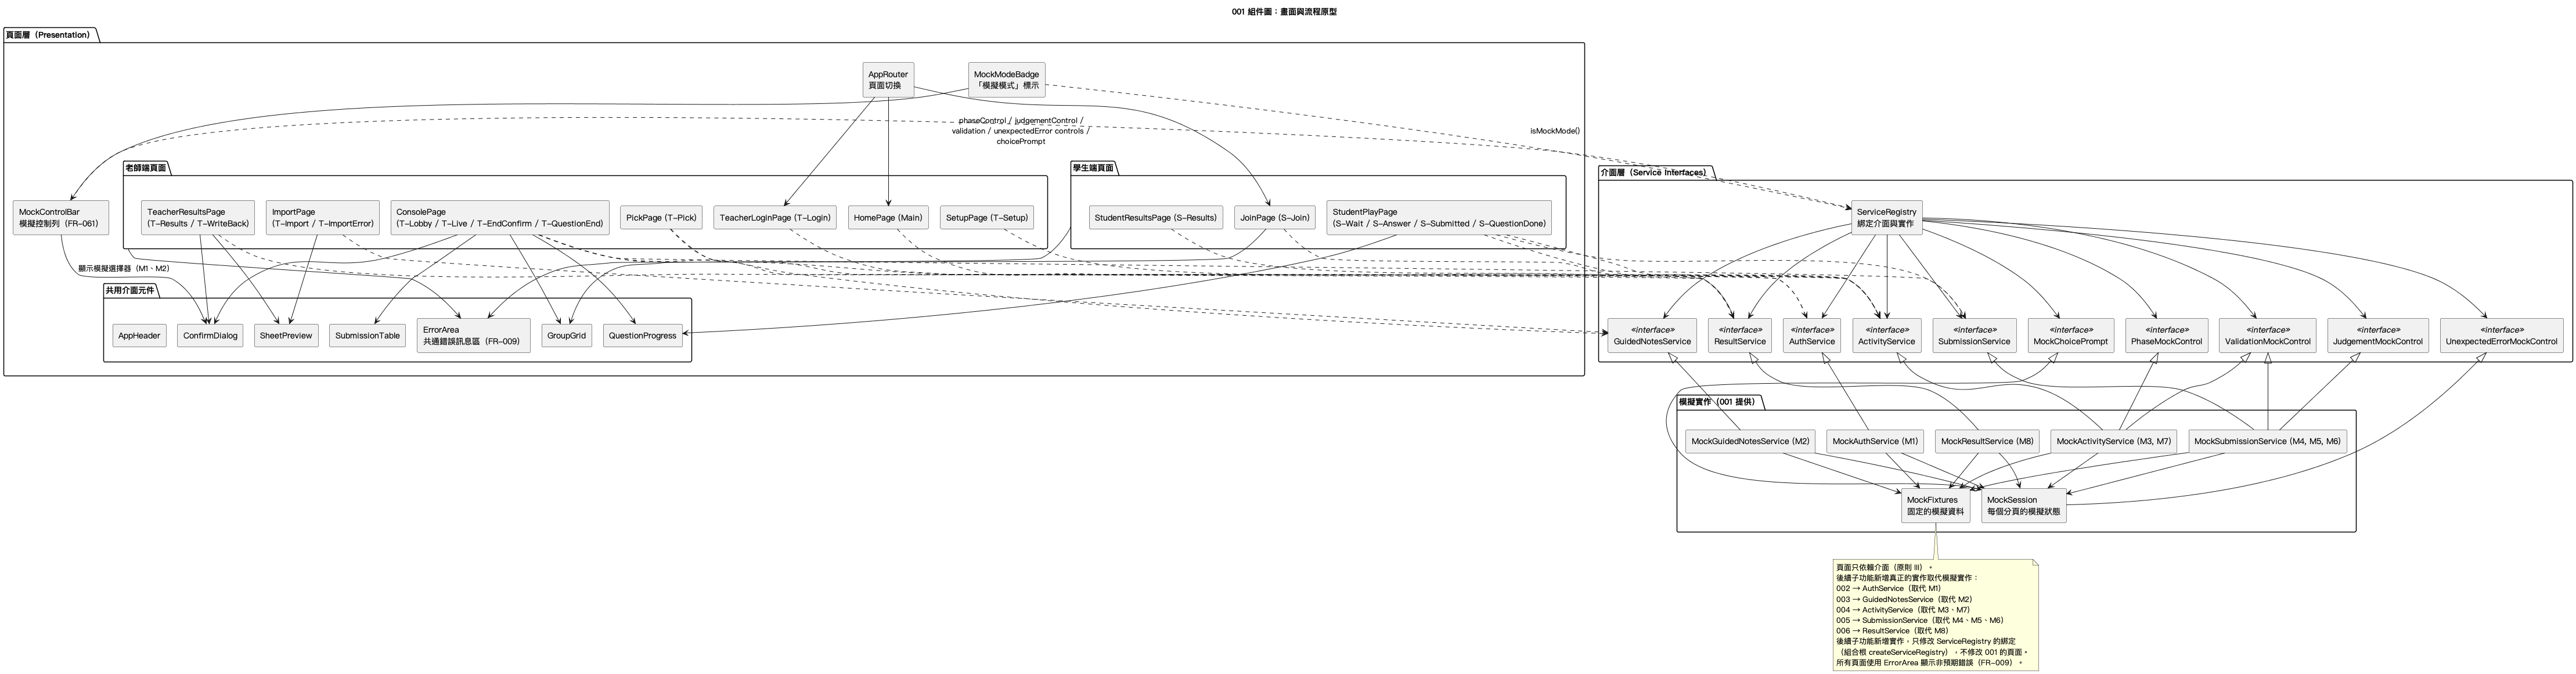 001 組件圖：畫面與流程原型
頁面層（Presentation）
AppRouter
頁面切換
MockModeBadge
「模擬模式」標示
phaseControl / judgementControl /
validation / unexpectedError controls /
choicePrompt
isMockMode()
老師端頁面
學生端頁面
介面層（Service Interfaces）
MockControlBar
模擬控制列（FR-061）
TeacherResultsPage
(T-Results / T-WriteBack)
ImportPage
(T-Import / T-ImportError)
ConsolePage
(T-Lobby / T-Live / T-EndConfirm / T-QuestionEnd)
PickPage (T-Pick)
TeacherLoginPage (T-Login)
HomePage (Main)
SetupPage (T-Setup)
StudentResultsPage (S-Results)
JoinPage (S-Join)
StudentPlayPage
(S-Wait / S-Answer / S-Submitted / S-QuestionDone)
ServiceRegistry
綁定介面與實作
顯示模擬選擇器（M1、M2）
共用介面元件
AppHeader
ConfirmDialog
SheetPreview
SubmissionTable
ErrorArea
共通錯誤訊息區（FR-009）
GroupGrid
QuestionProgress
«interface»
GuidedNotesService
«interface»
ResultService
«interface»
AuthService
«interface»
ActivityService
«interface»
SubmissionService
«interface»
MockChoicePrompt
«interface»
PhaseMockControl
«interface»
ValidationMockControl
«interface»
JudgementMockControl
«interface»
UnexpectedErrorMockControl
模擬實作（001 提供）
MockGuidedNotesService (M2)
MockAuthService (M1)
MockResultService (M8)
MockActivityService (M3, M7)
MockSubmissionService (M4, M5, M6)
MockFixtures
固定的模擬資料
MockSession
每個分頁的模擬狀態
頁面只依賴介面（原則 III）。
後續子功能新增真正的實作取代模擬實作：
002 → AuthService（取代 M1）
003 → GuidedNotesService（取代 M2）
004 → ActivityService（取代 M3、M7）
005 → SubmissionService（取代 M4、M5、M6）
006 → ResultService（取代 M8）
後續子功能新增實作，只修改 ServiceRegistry 的綁定
（組合根 createServiceRegistry），不修改 001 的頁面。
所有頁面使用 ErrorArea 顯示非預期錯誤（FR-009）。